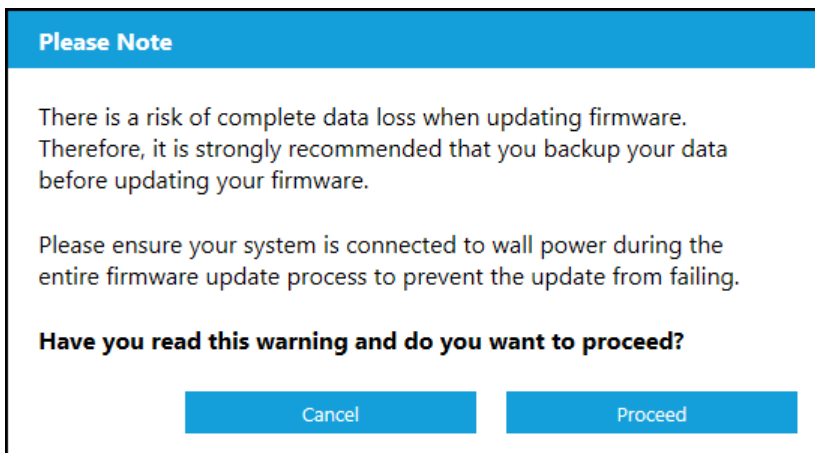 Please Note
There is a risk of complete data loss when updating firmware.
Therefore, it is strongly recommended that you backup your data
before updating your firmware.
Please ensure your system is connected to wall power during the
entire firmware update process to prevent the update from failing.
Have you read this warning and do you want to proceed?
Cancel
Proceed